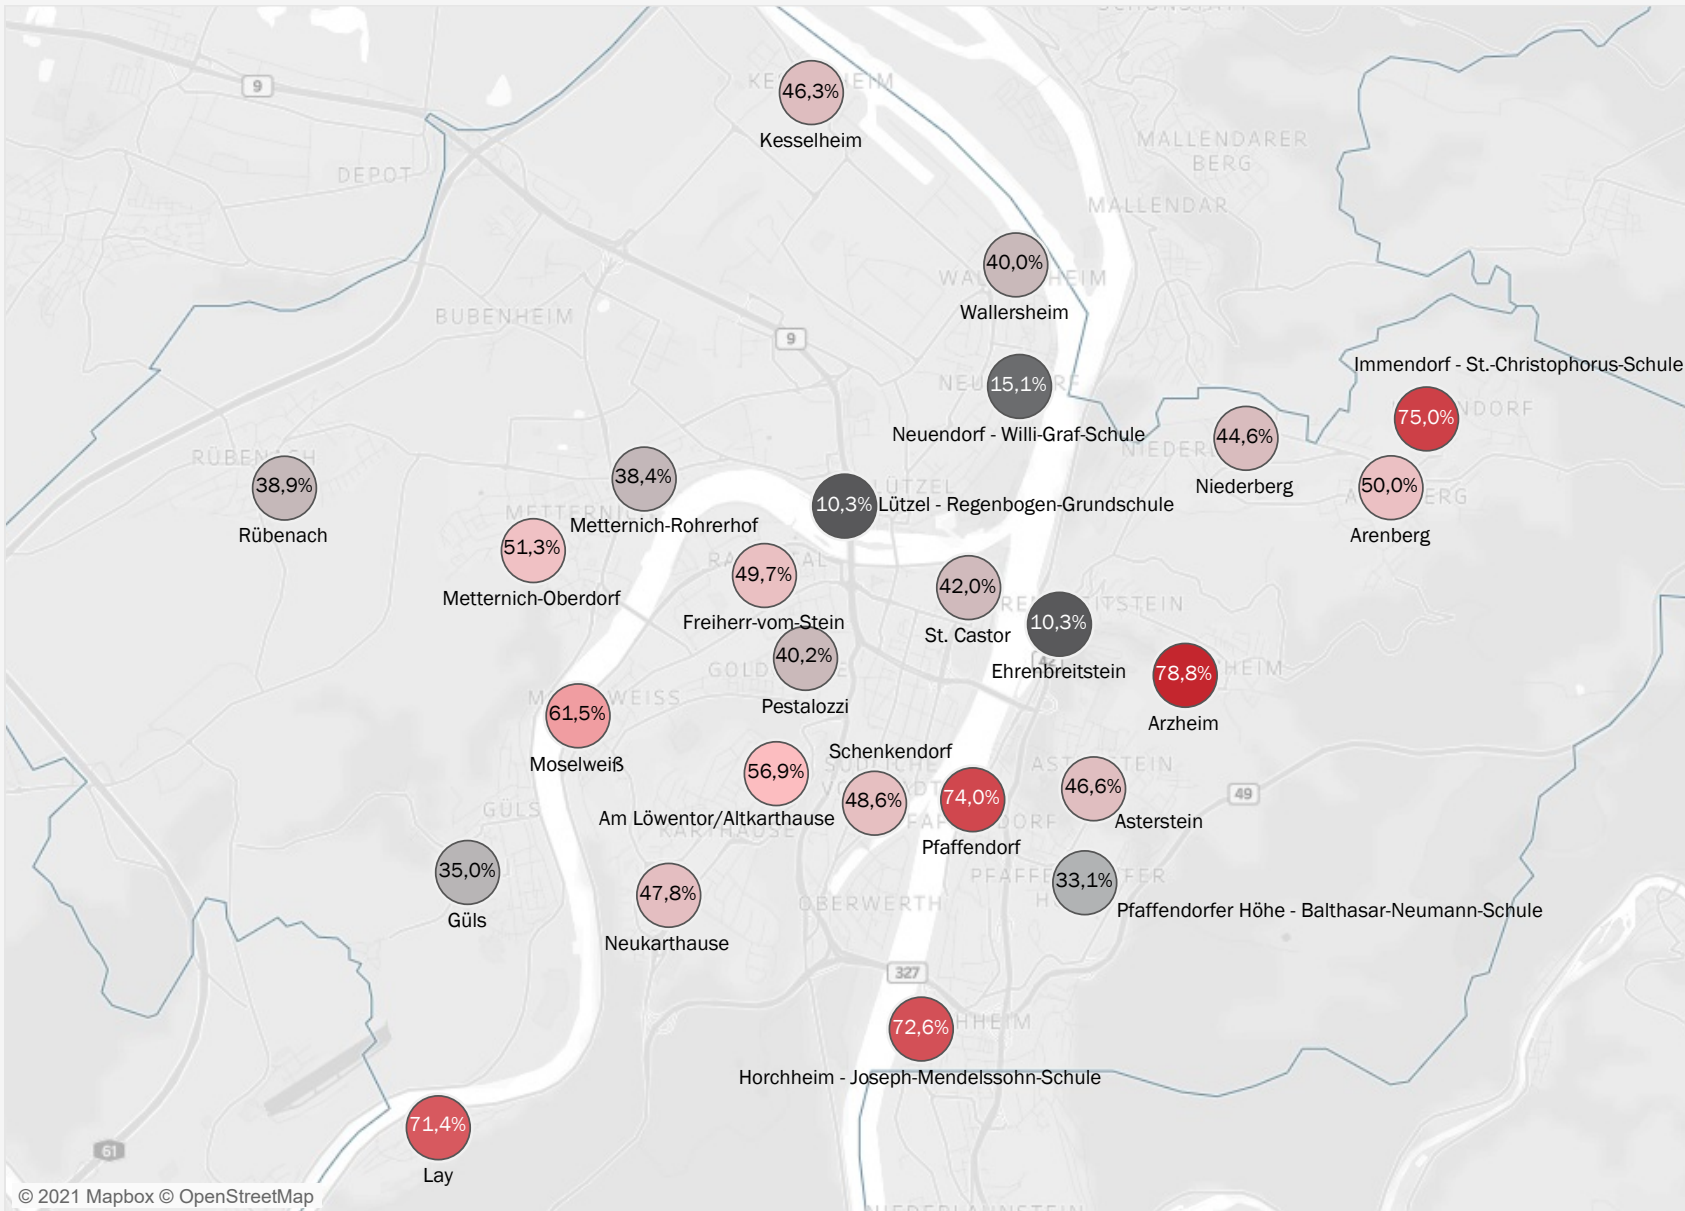 9
46,3%
Kesselheim
DEPOT
MALLENDARER
BERG
MALLENDAR
40,0%
Wallersheim
BUBENHEIM
9
15,1%
Neuendorf - Willi-Graf-Schule
Immendorf - St.-Christophorus-Schule
75,0%
44,6%
Niederberg
50,0%
Arenberg
RÜBENACH
38,9%
Rübenach
38,4%
Metternich-Rohrerhof
LÜTZEL
10,3%
Lützel - Regenbogen-Grundschule
51,3%
Metternich-Oberdorf
49,7%
Freiherr-vom-Stein
42,0%
St. Castor
10,3%
Ehrenbreitstein
42
40,2%
Pestalozzi
78,8%
Arzheim
61,5%
Moselweiß
56,9%
Am Löwentor/Altkarthause
KARTHAUSE
Schenkendorf
SÜDLICHE
48,6%
74,0%
Pfaffendorf
46,6%
Asterstein
49
GÜLS
35,0%
Güls
47,8%
Neukarthause
OBERWERTH
33,1%
Pfaffendorfer Höhe - Balthasar-Neumann-Schule
327
72,6%
Horchheim - Joseph-Mendelssohn-Schule
71,4%
Lay
61
© 2021 Mapbox © OpenStreetMap